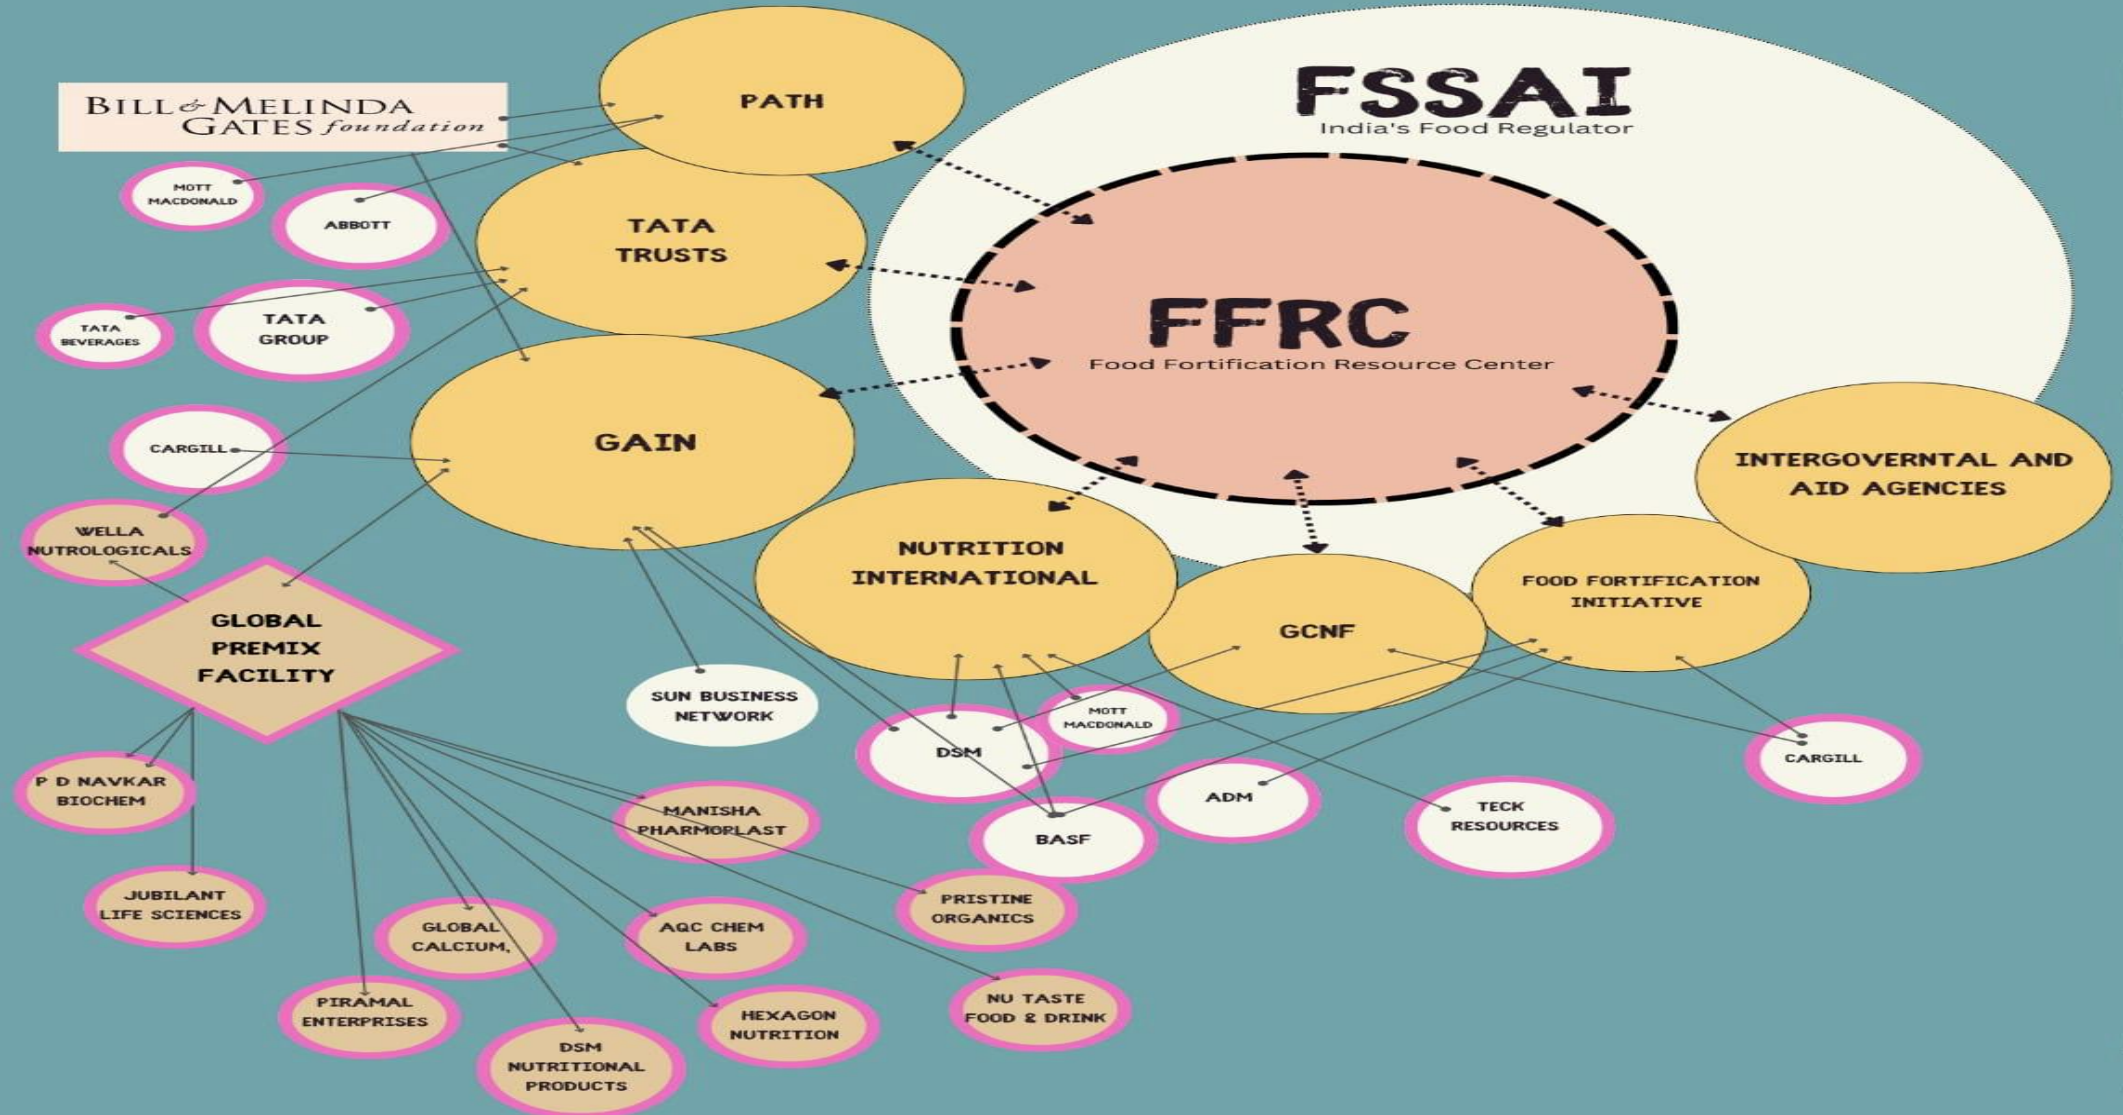 FSSAI
India's Food Regulator
FFRC
Food Fortification Resource Center
BILL & MELINDA
GATES foundation
PATH
MOTT
MACDONALD
ABBOTT
TATA
TRUSTS
TATA
BEVERAGES
TATA
GROUP
GAIN
CARGILL
INTERGOVERNTAL AND
AID AGENCIES
WELLA
NUTROLOGICALS
NUTRITION
INTERNATIONAL
FOOD FORTIFICATION
INITIATIVE
GCNF
GLOBAL
PREMIX
FACILITY
SUN BUSINESS
NETWORK
DSM
MOTT
MACDONALD
CARGILL
P D NAVKAR
BIOCHEM
MANISHA
PHARMOPLAST
ADM
TECK
RESOURCES
BASF
JUBILANT
LIFE SCIENCES
GLOBAL
CALCIUM,
AQC CHEM
LABS
PRISTINE
ORGANICS
PIRAMAL
ENTERPRISES
DSM
NUTRITIONAL
PRODUCTS
HEXAGON
NUTRITION
NU TASTE
FOOD & DRINK